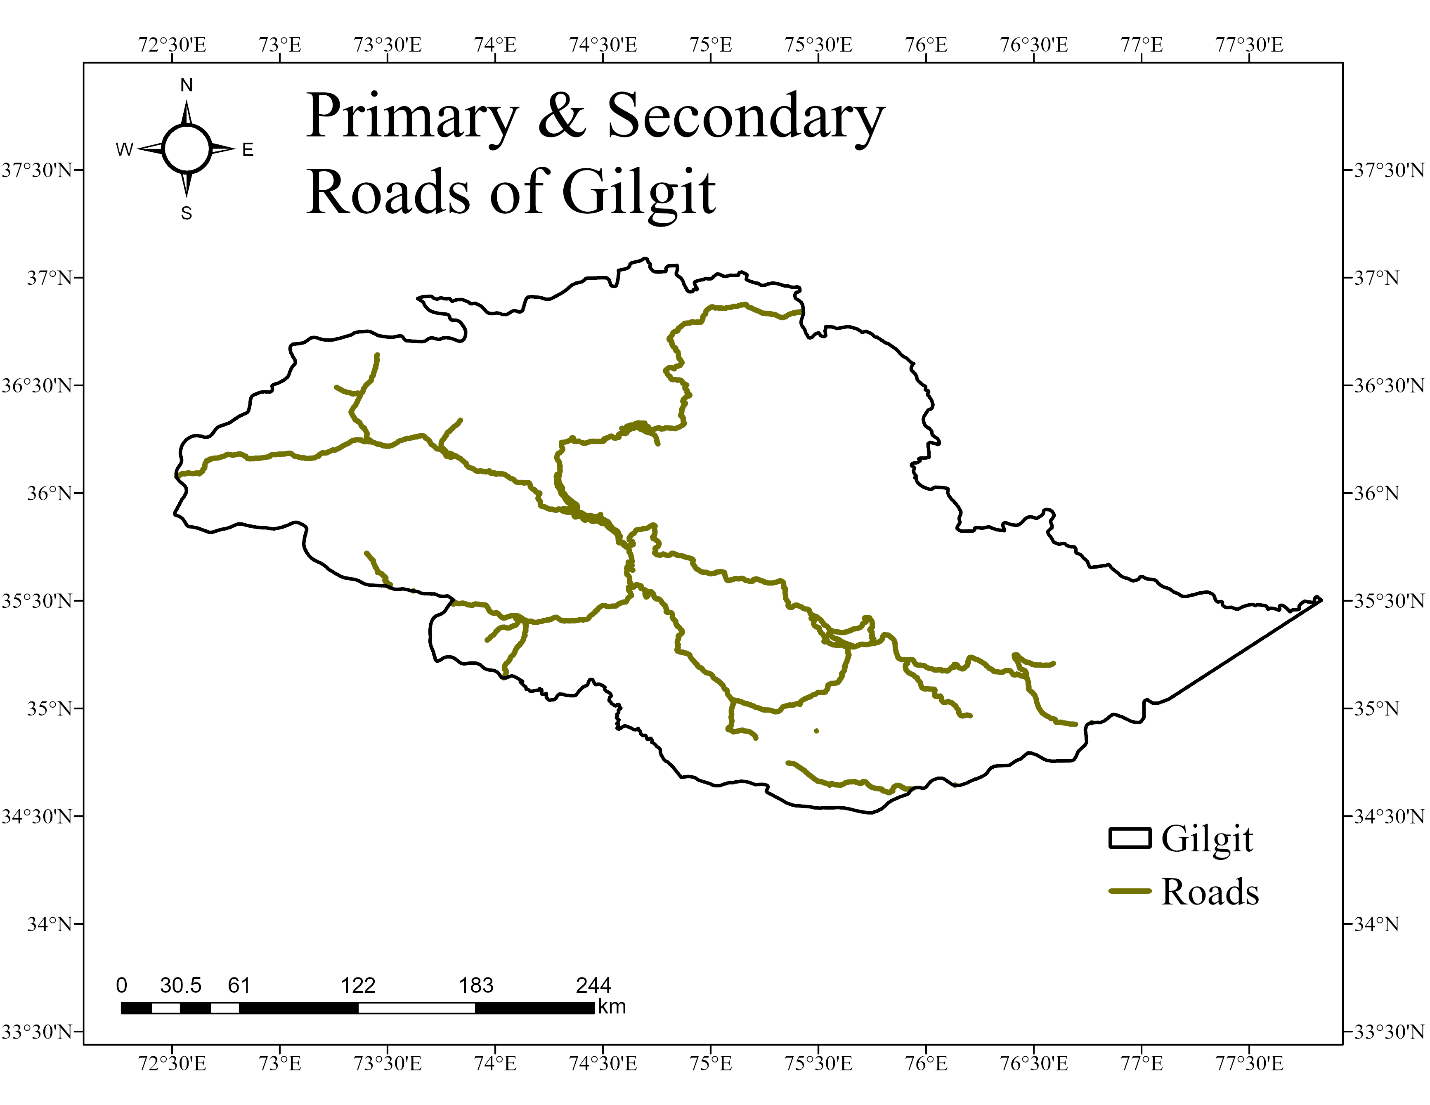 72°30'E 73°E 73°30'E 74°E 74°30'E 75°E 75°30'E 76°E 76°30'E 77°E 77°30'E
N
W E
S
Primary & Secondary
Roads of Gilgit
37°30'N 37°30'N
37°N 37°N
36°30'N 36°30'N
36°N 36°N
35°30'N 35°30'N
35°N 35°N
34°30'N 34°30'N
Gilgit
Roads
34°N 34°N
0 30.5 61 122 183 244
km
33°30'N 33°30'N
72°30'E 73°E 73°30'E 74°E 74°30'E 75°E 75°30'E 76°E 76°30'E 77°E 77°30'E